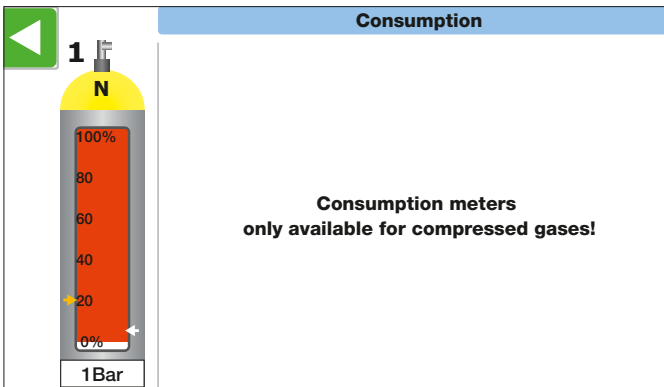 Consumption
1
N
100%
80
60
40
20
0%
1Bar
Consumption meters
only available for compressed gases!